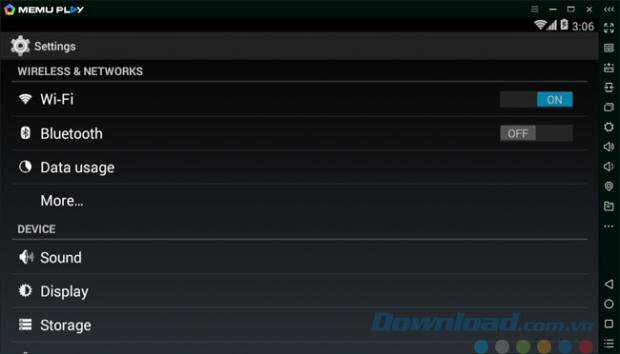 MEMU PLAY
3:06
Settings
WIRELESS & NETWORKS
Wi-Fi
ON
Bluetooth
OFF
Data usage
More...
DEVICE
Sound
Display
Storage
Download.com.vn